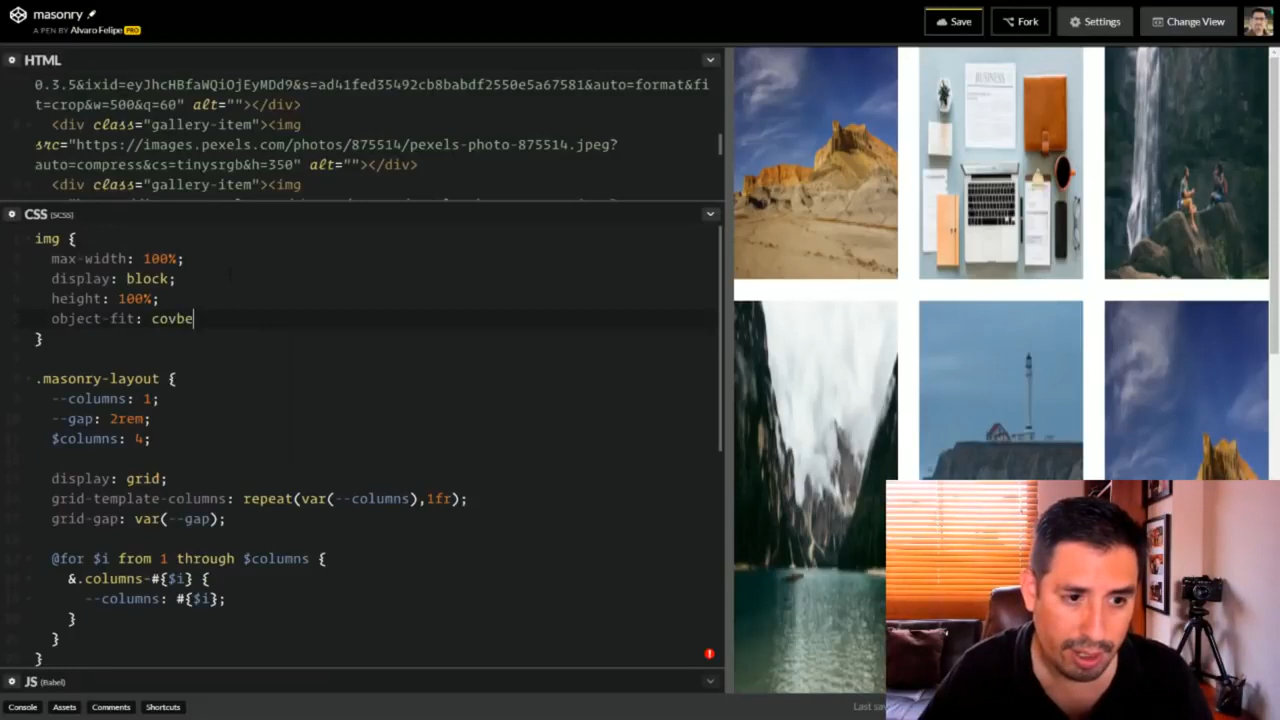 masonry
A PEN BY Alvaro Felipe PRO
Save
Fork
Settings
Change View
HTML
0.3.5&ixid=eyJhcHBfaWQiOjEyMDd9&s=ad41fed35492cb8babdf2550e5a67581&auto=format&fi
t=crop&w=500&q=60" alt=""></div>
<div class="gallery-item"><img
src="https://images.pexels.com/photos/875514/pexels-photo-875514.jpeg?
auto=compress&cs=tinysrgb&h=350" alt=""></div>
<div class="gallery-item"><img
CSS (SCSS)
img {
max-width: 100%;
display: block;
height: 100%;
object-fit: covbe
}
.masonry-layout {
--columns: 1;
--gap: 2rem;
$columns: 4;
display: grid;
grid-template-columns: repeat(var(--columns),1fr);
grid-gap: var(--gap);
@for $i from 1 through $columns {
&.columns-#{$i} {
--columns: #{$i};
}
}
}
JS (Babel)
Console
Assets
Comments
Shortcuts
Last
BUSINESS